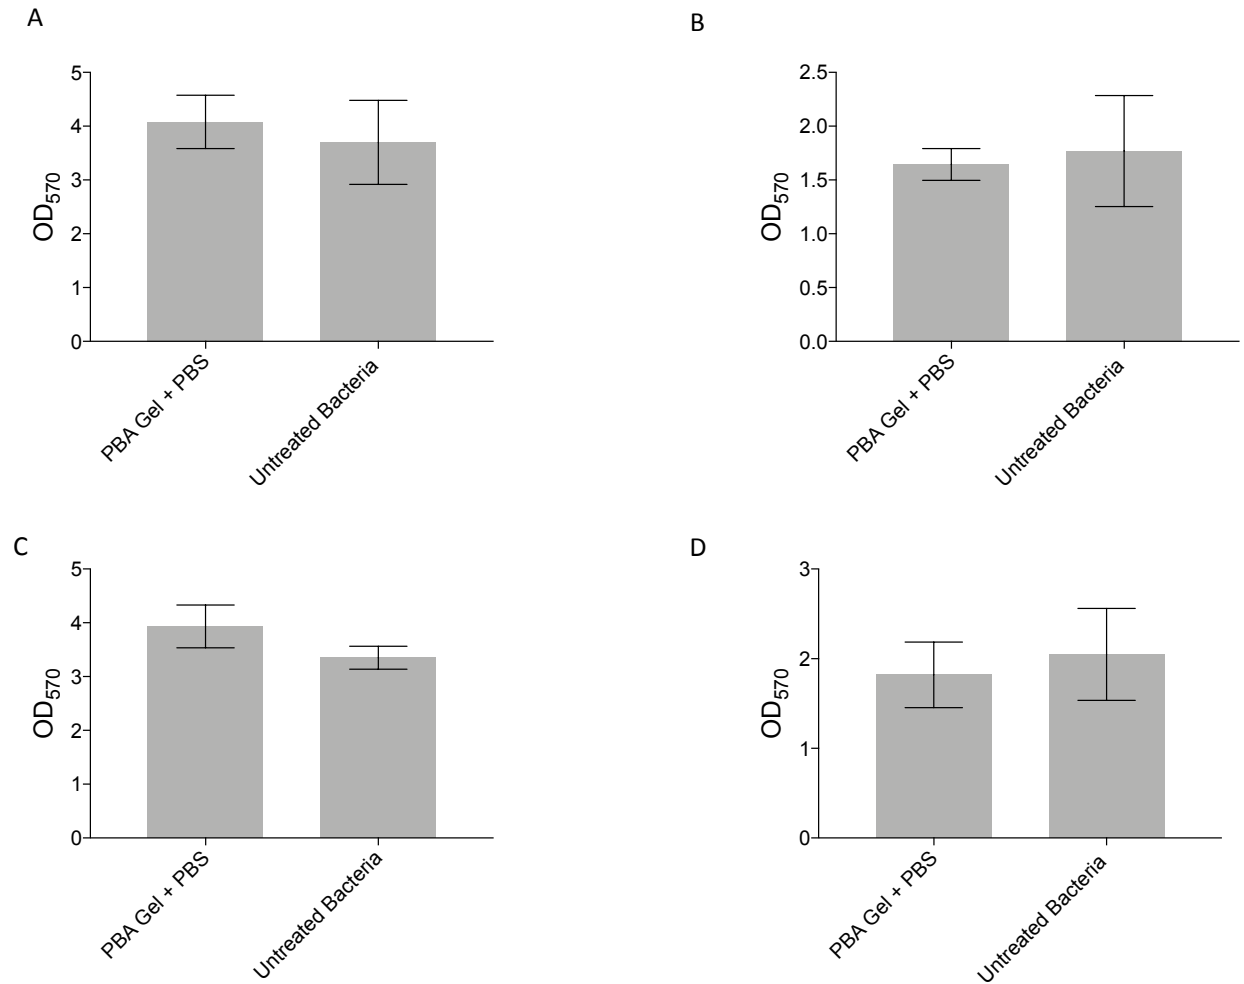 A
5
4
3
2
1
0
OD570
PBA Gel + PBS
Untreated Bacteria
B
2.5
2.0
1.5
1.0
0.5
0.0
OD570
PBA Gel + PBS
Untreated Bacteria
C
5
4
3
2
1
0
OD570
PBA Gel + PBS
Untreated Bacteria
D
3
2
1
0
OD570
PBA Gel + PBS
Untreated Bacteria